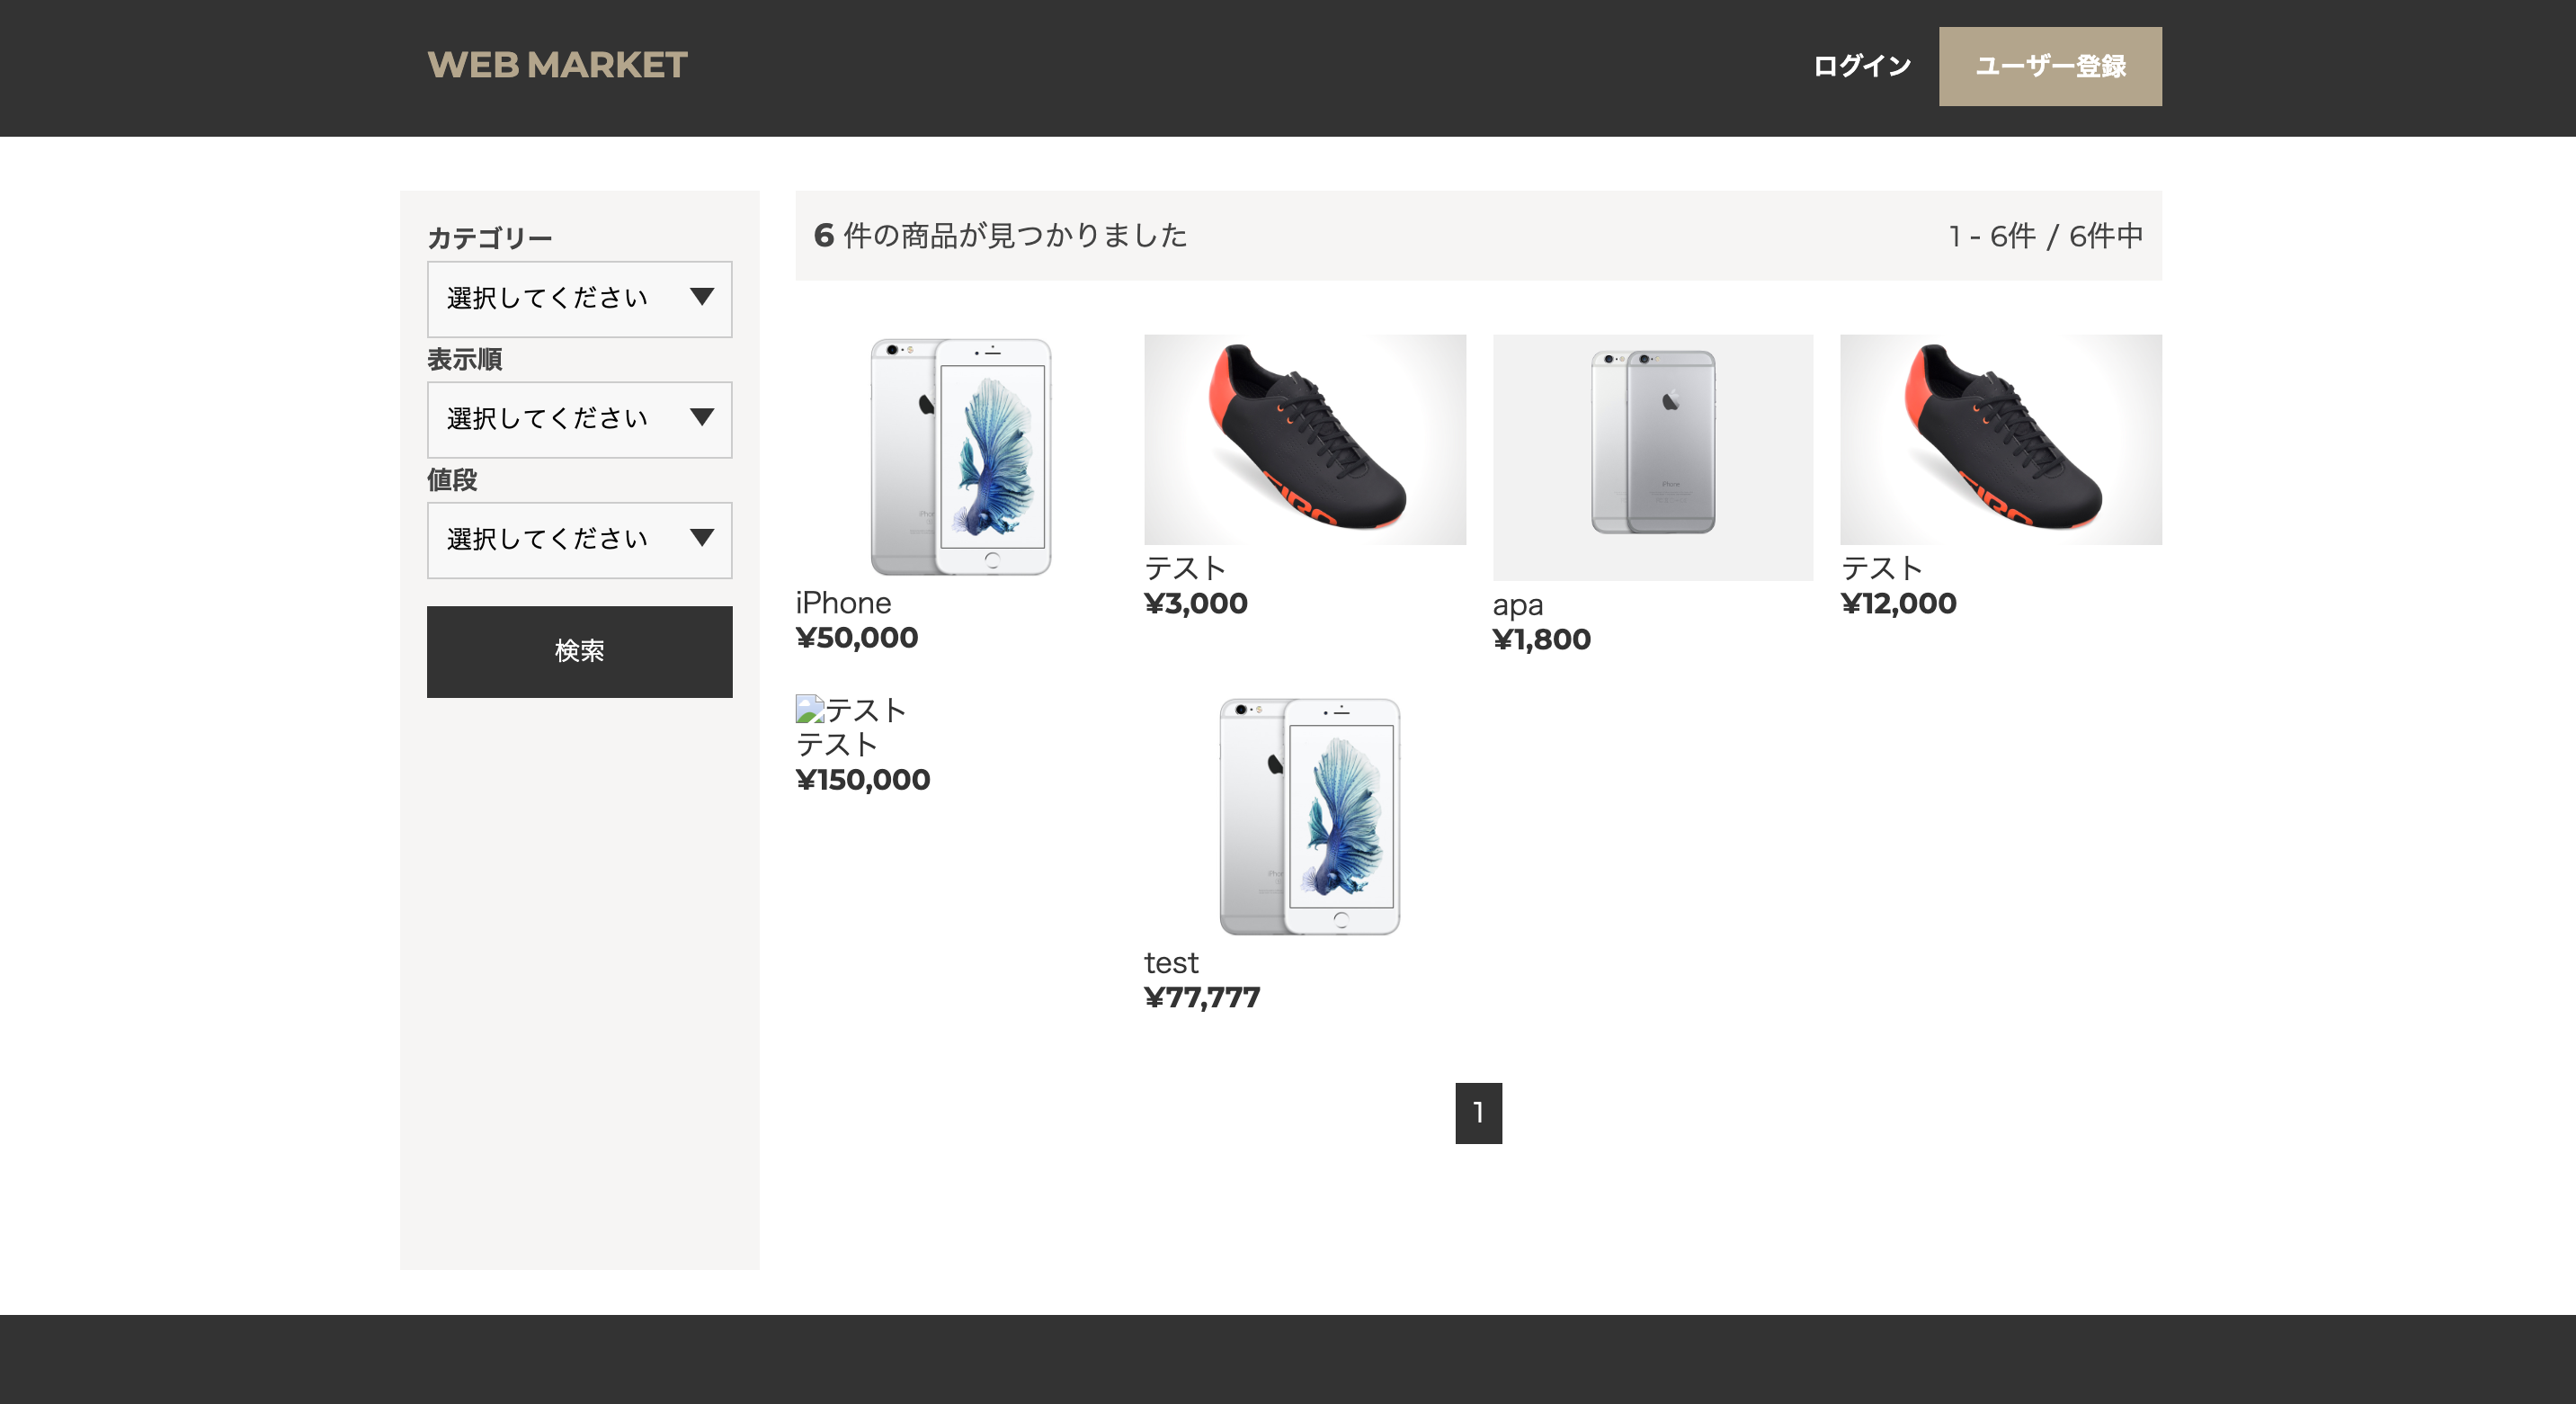 WEB MARKET
ログイン
ユーザー登録
カテゴリー
選択してください
表示順
選択してください
値段
選択してください
検索
6 件の商品が見つかりました
1 - 6件 / 6件中
iPhone
¥50,000
テスト
¥3,000
apa
¥1,800
テスト
¥12,000
テスト
テスト
¥150,000
test
¥77,777
1